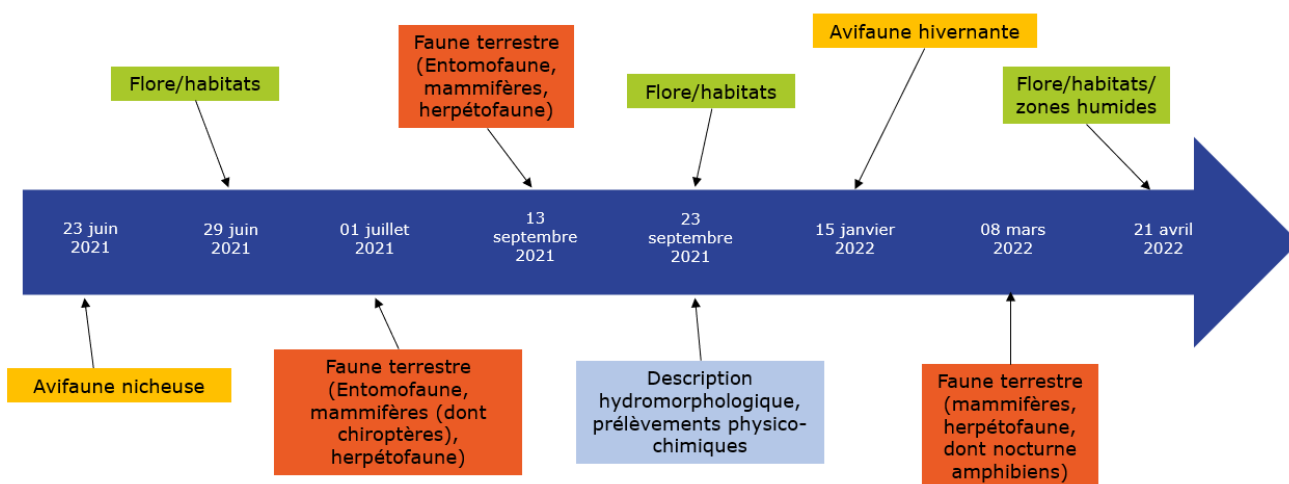 Avifaune hivernante
Faune terrestre
(Entomofaune,
mammifères,
herpétofaune)
Flore/habitats
Flore/habitats
Flore/habitats/
zones humides
23 juin
2021
29 juin
2021
01 juillet
2021
13
septembre
2021
23
septembre
2021
15 janvier
2022
08 mars
2022
21 avril
2022
Avifaune nicheuse
Faune terrestre
(Entomofaune,
mammifères (dont
chiroptères),
herpétofaune)
Description
hydromorphologique,
prélèvements physico-
chimiques
Faune terrestre
(mammifères,
herpétofaune,
dont nocturne
amphibiens)